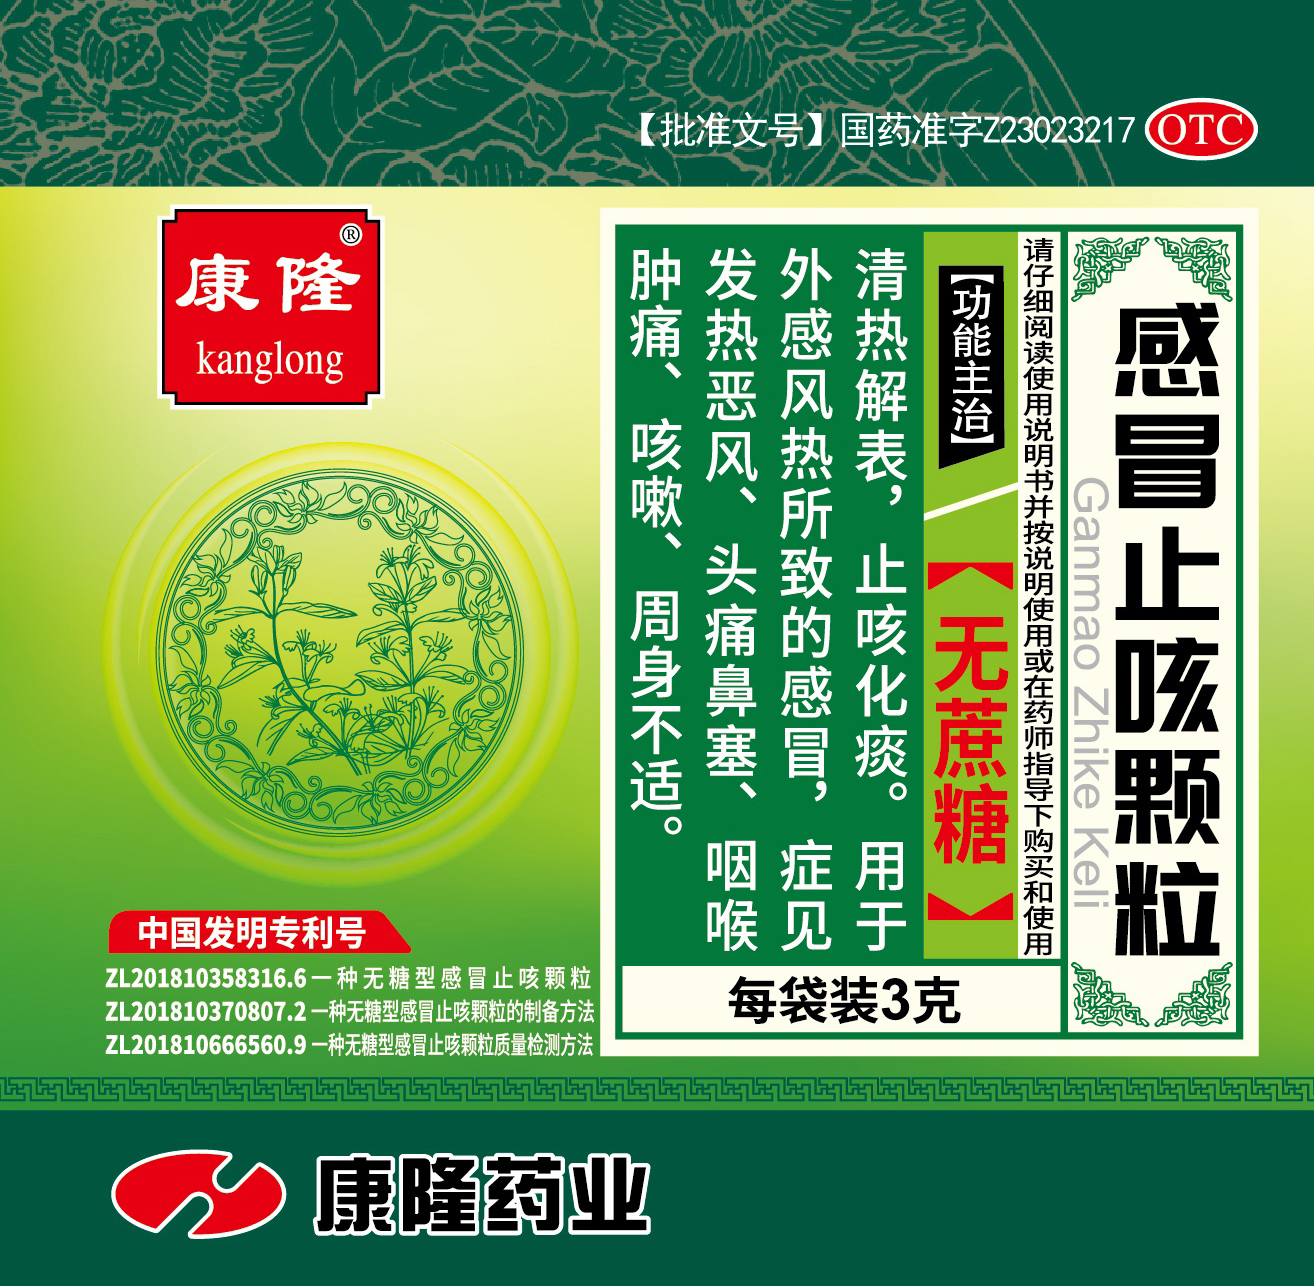 【批准文号】国药准字Z23023217 OTC
康隆®
kanglong
感冒止咳颗粒
Ganmao Zhike Keli
请仔细阅读使用说明书并按说明使用或在药师指导下购买和使用
【功能主治】
【无蔗糖】
清热解表，止咳化痰。用于
外感风热所致的感冒，症见
发热恶风、头痛鼻塞、咽喉
肿痛、咳嗽、周身不适。
每袋装3克
中国发明专利号
ZL201810358316.6一种无糖型感冒止咳颗粒
ZL201810370807.2一种无糖型感冒止咳颗粒的制备方法
ZL201810666560.9一种无糖型感冒止咳颗粒质量检测方法
康隆药业